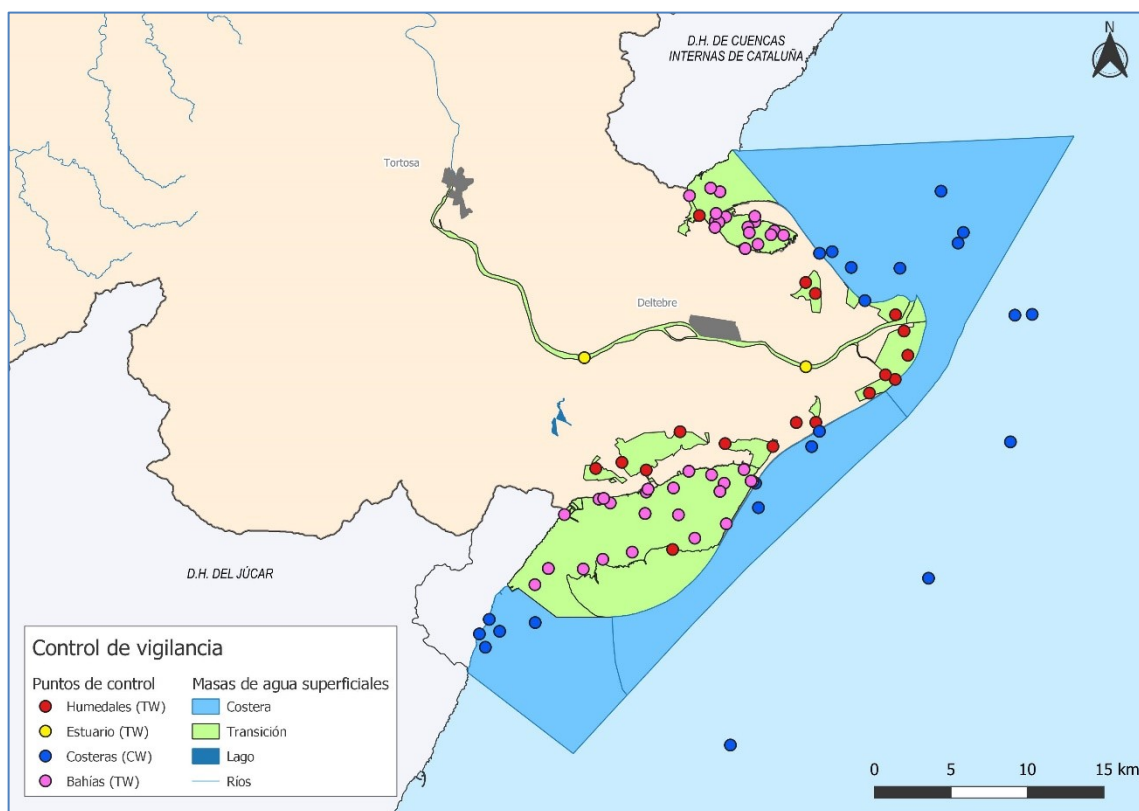 D.H. DE CUENCAS
INTERNAS DE CATALUÑA
N
Tortosa
Deltebre
D.H. DEL JÚCAR
Control de vigilancia
Puntos de control
Humedales (TW)
Estuario (TW)
Costeras (CW)
Bahías (TW)
Masas de agua superficiales
Costera
Transición
Lago
Ríos
0 5 10 15 km